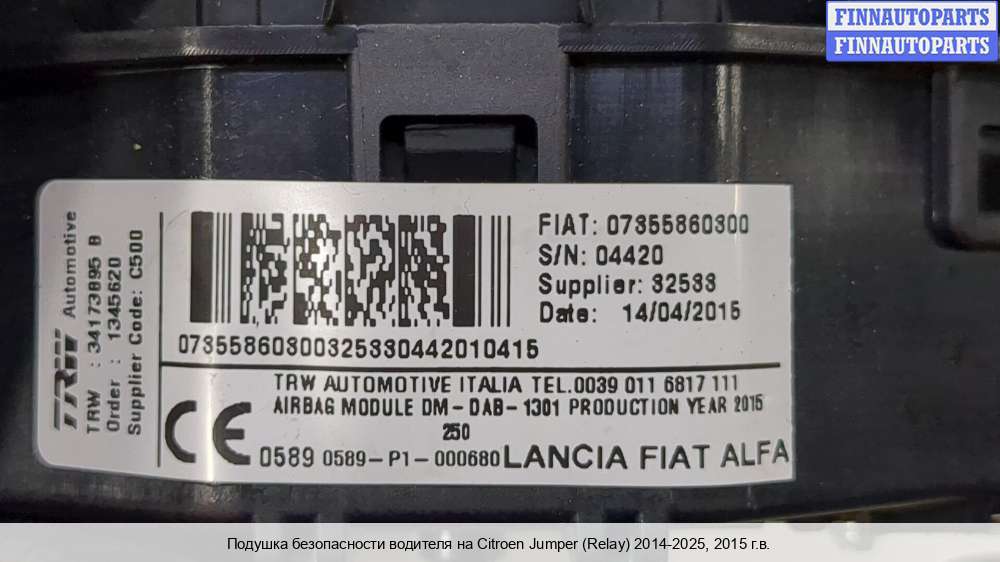 FINNAUTOPARTS
FINNAUTOPARTS
TRW Automotive
TRW : 34173895 B
Order : 1345620
Supplier Code: C500
FIAT: 07355860300
S/N: 04420
Supplier: 32533
Date: 14/04/2015
07355860300325330442010415
TRW AUTOMOTIVE ITALIA TEL.0039 011 6817 111
AIRBAG MODULE DM-DAB-1301 PRODUCTION YEAR 2015
250
CE 0589 0589-P1-000680 LANCIA FIAT ALFA
Подушка безопасности водителя на Citroen Jumper (Relay) 2014-2025, 2015 г.в.